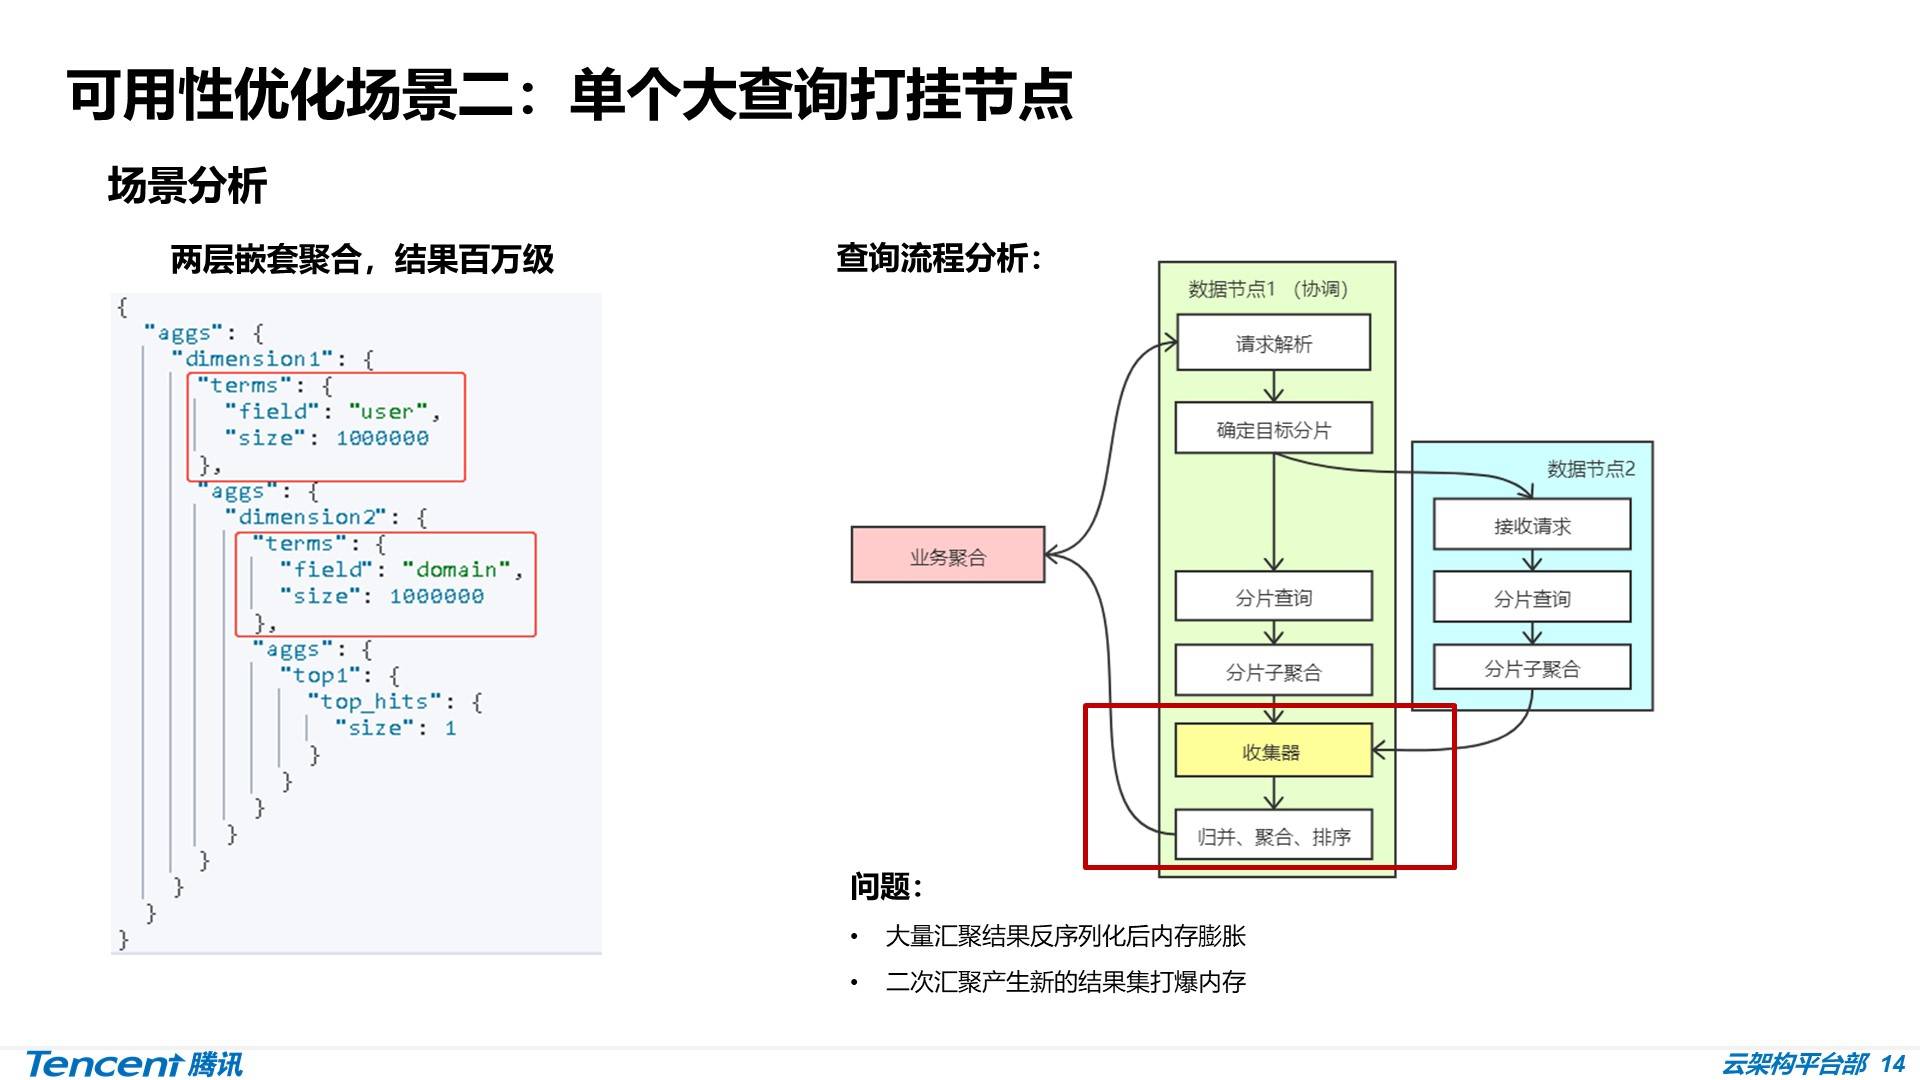 可用性优化场景二：单个大查询打挂节点
场景分析
两层嵌套聚合，结果百万级
{
"aggs": {
"dimension1": {
"terms": {
"field": "user",
"size": 1000000
},
"aggs": {
"dimension2": {
"terms": {
"field": "domain",
"size": 1000000
},
"aggs": {
"top1": {
"top_hits": {
"size": 1
}
}
}
}
}
}
}
}
查询流程分析：
数据节点1 （协调）
请求解析
确定目标分片
数据节点2
接收请求
业务聚合
分片查询
分片查询
分片子聚合
分片子聚合
收集器
归并、聚合、排序
问题：
• 大量汇聚结果反序列化后内存膨胀
• 二次汇聚产生新的结果集打爆内存
Tencent 腾讯
云架构平台部 14